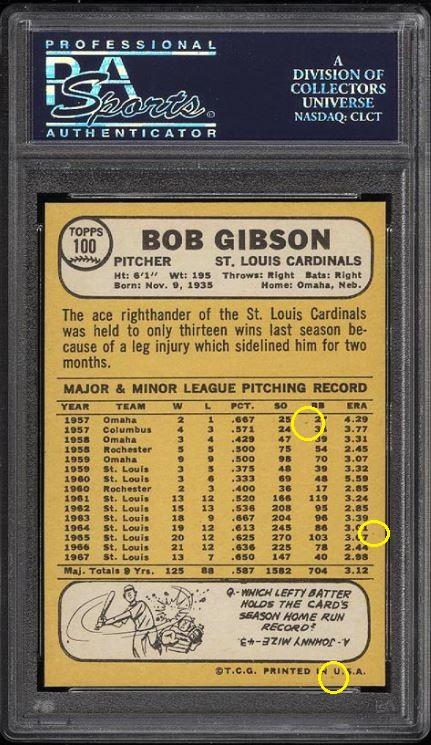 PROFESSIONAL
PSA
Sports
AUTHENTICATOR
A
DIVISION OF
COLLECTORS
UNIVERSE
NASDAQ: CLCT
TOPPS
100
BOB GIBSON
PITCHER ST. LOUIS CARDINALS
Ht: 6'1" Wt: 195 Throws: Right Bats: Right
Born: Nov. 9, 1935 Home: Omaha, Neb.
The ace righthander of the St. Louis Cardinals
was held to only thirteen wins last season be-
cause of a leg injury which sidelined him for two
months.
MAJOR & MINOR LEAGUE PITCHING RECORD
YEAR TEAM W L PCT. SO BB ERA
1957 Omaha 2 1 .667 25 4.29
1957 Columbus 4 3 .571 24 3.77
1958 Omaha 3 4 .429 47 39 3.31
1958 Rochester 5 5 .500 75 54 2.45
1959 Omaha 9 9 .500 98 70 3.07
1959 St. Louis 3 5 .375 48 39 3.32
1960 St. Louis 3 6 .333 69 48 5.59
1960 Rochester 2 3 .400 36 17 2.85
1961 St. Louis 13 12 .520 166 119 3.24
1962 St. Louis 15 13 .536 208 95 2.85
1963 St. Louis 18 9 .667 204 96 3.39
1964 St. Louis 19 12 .613 245 86 3.01
1965 St. Louis 20 12 .625 270 103
1966 St. Louis 21 12 .636 225 78 2.44
1967 St. Louis 13 7 .650 147 40 2.98
Maj. Totals 9 Yrs. 125 88 .587 1582 704 3.12
Q-WHICH LEFTY BATTER
HOLDS THE CARD'S
SEASON HOME RUN
RECORD?
A-JOHNNY MIZE-43.
©T.C.G. PRINTED IN U.S.A.